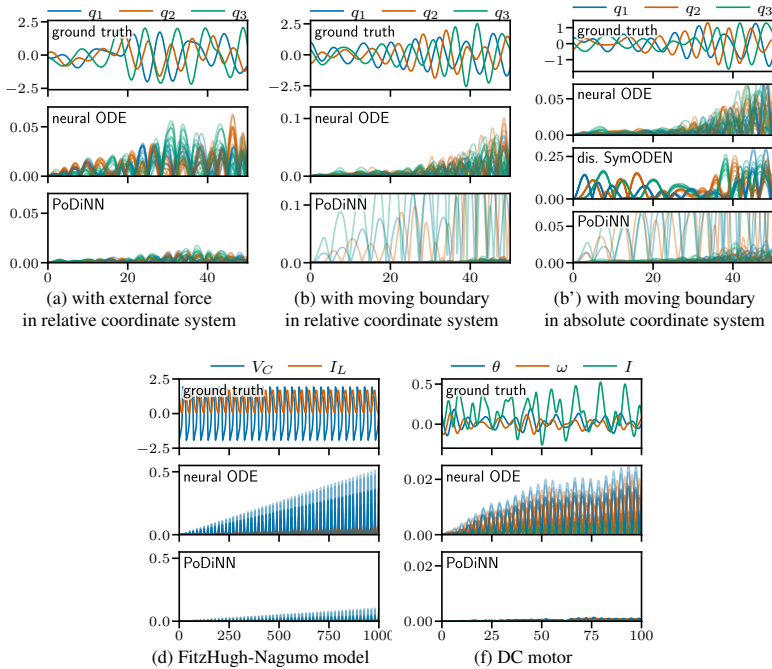 q1 q2 q3
2.5
0.0
−2.5
ground truth
0.05
0.00
neural ODE
0.05
0.00
PoDiNN
0 20 40
(a) with external force
in relative coordinate system
q1 q2 q3
2.5
0.0
−2.5
ground truth
0.1
0.0
neural ODE
0.1
0.0
PoDiNN
0 20 40
(b) with moving boundary
in relative coordinate system
q1 q2 q3
1
0
−1
ground truth
0.05
0.00
neural ODE
0.25
0.00
dis. SymODEN
0.05
0.00
PoDiNN
0 20 40
(b’) with moving boundary
in absolute coordinate system
VC IL
2.5
0.0
−2.5
ground truth
0.5
0.0
neural ODE
0.5
0.0
PoDiNN
0 250 500 750 1000
(d) FitzHugh-Nagumo model
θ ω I
0.5
0.0
ground truth
0.02
0.00
neural ODE
0.02
0.00
PoDiNN
0 25 50 75 100
(f) DC motor